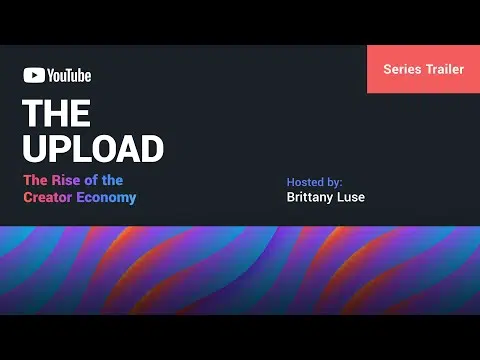 Series Trailer
YouTube
THE
UPLOAD
The Rise of the
Creator Economy
Hosted by:
Brittany Luse